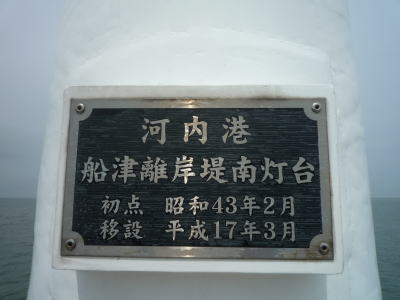 河内港
船津離岸堤南灯台
初点 昭和43年2月
移設 平成17年3月